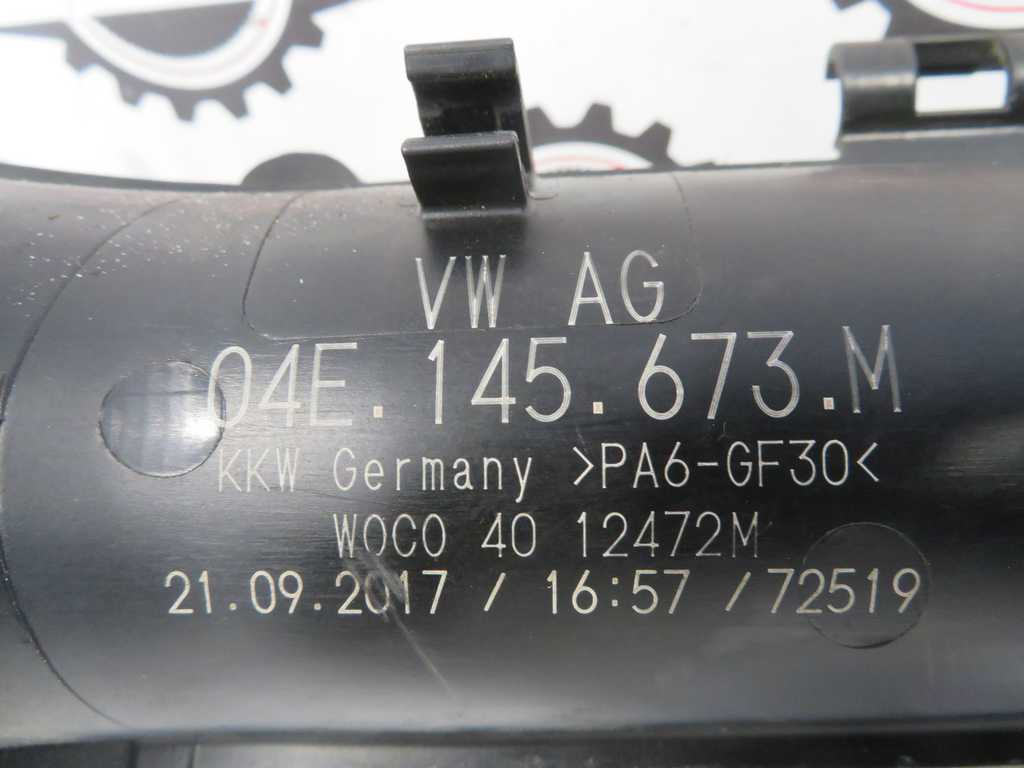 VW AG
04E.145.673.M
KKW Germany >PA6-GF30<
WOCO 40 12472M
21.09.2017 / 16:57 /72519